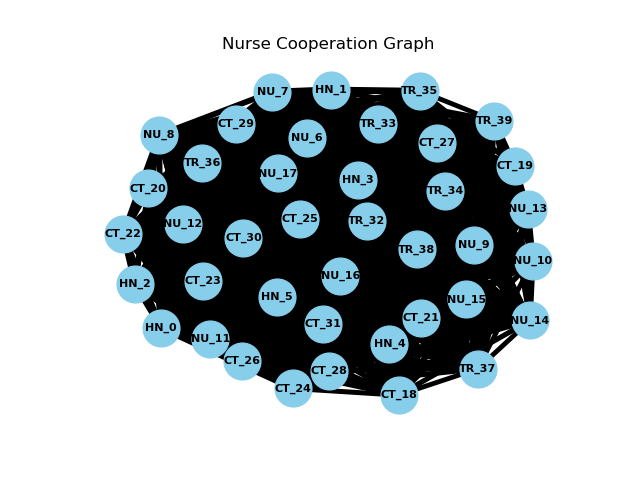 Nurse Cooperation Graph
NU_7
HN_1
TR_35
CT_29
TR_33
TR_39
NU_8
NU_6
CT_27
TR_36
CT_19
NU_17
HN_3
CT_20
TR_34
NU_13
NU_12
CT_25
TR_32
CT_22
CT_30
NU_9
TR_38
NU_10
HN_2
CT_23
NU_16
HN_5
NU_15
HN_0
CT_31
CT_21
NU_14
NU_11
HN_4
CT_26
CT_28
TR_37
CT_24
CT_18